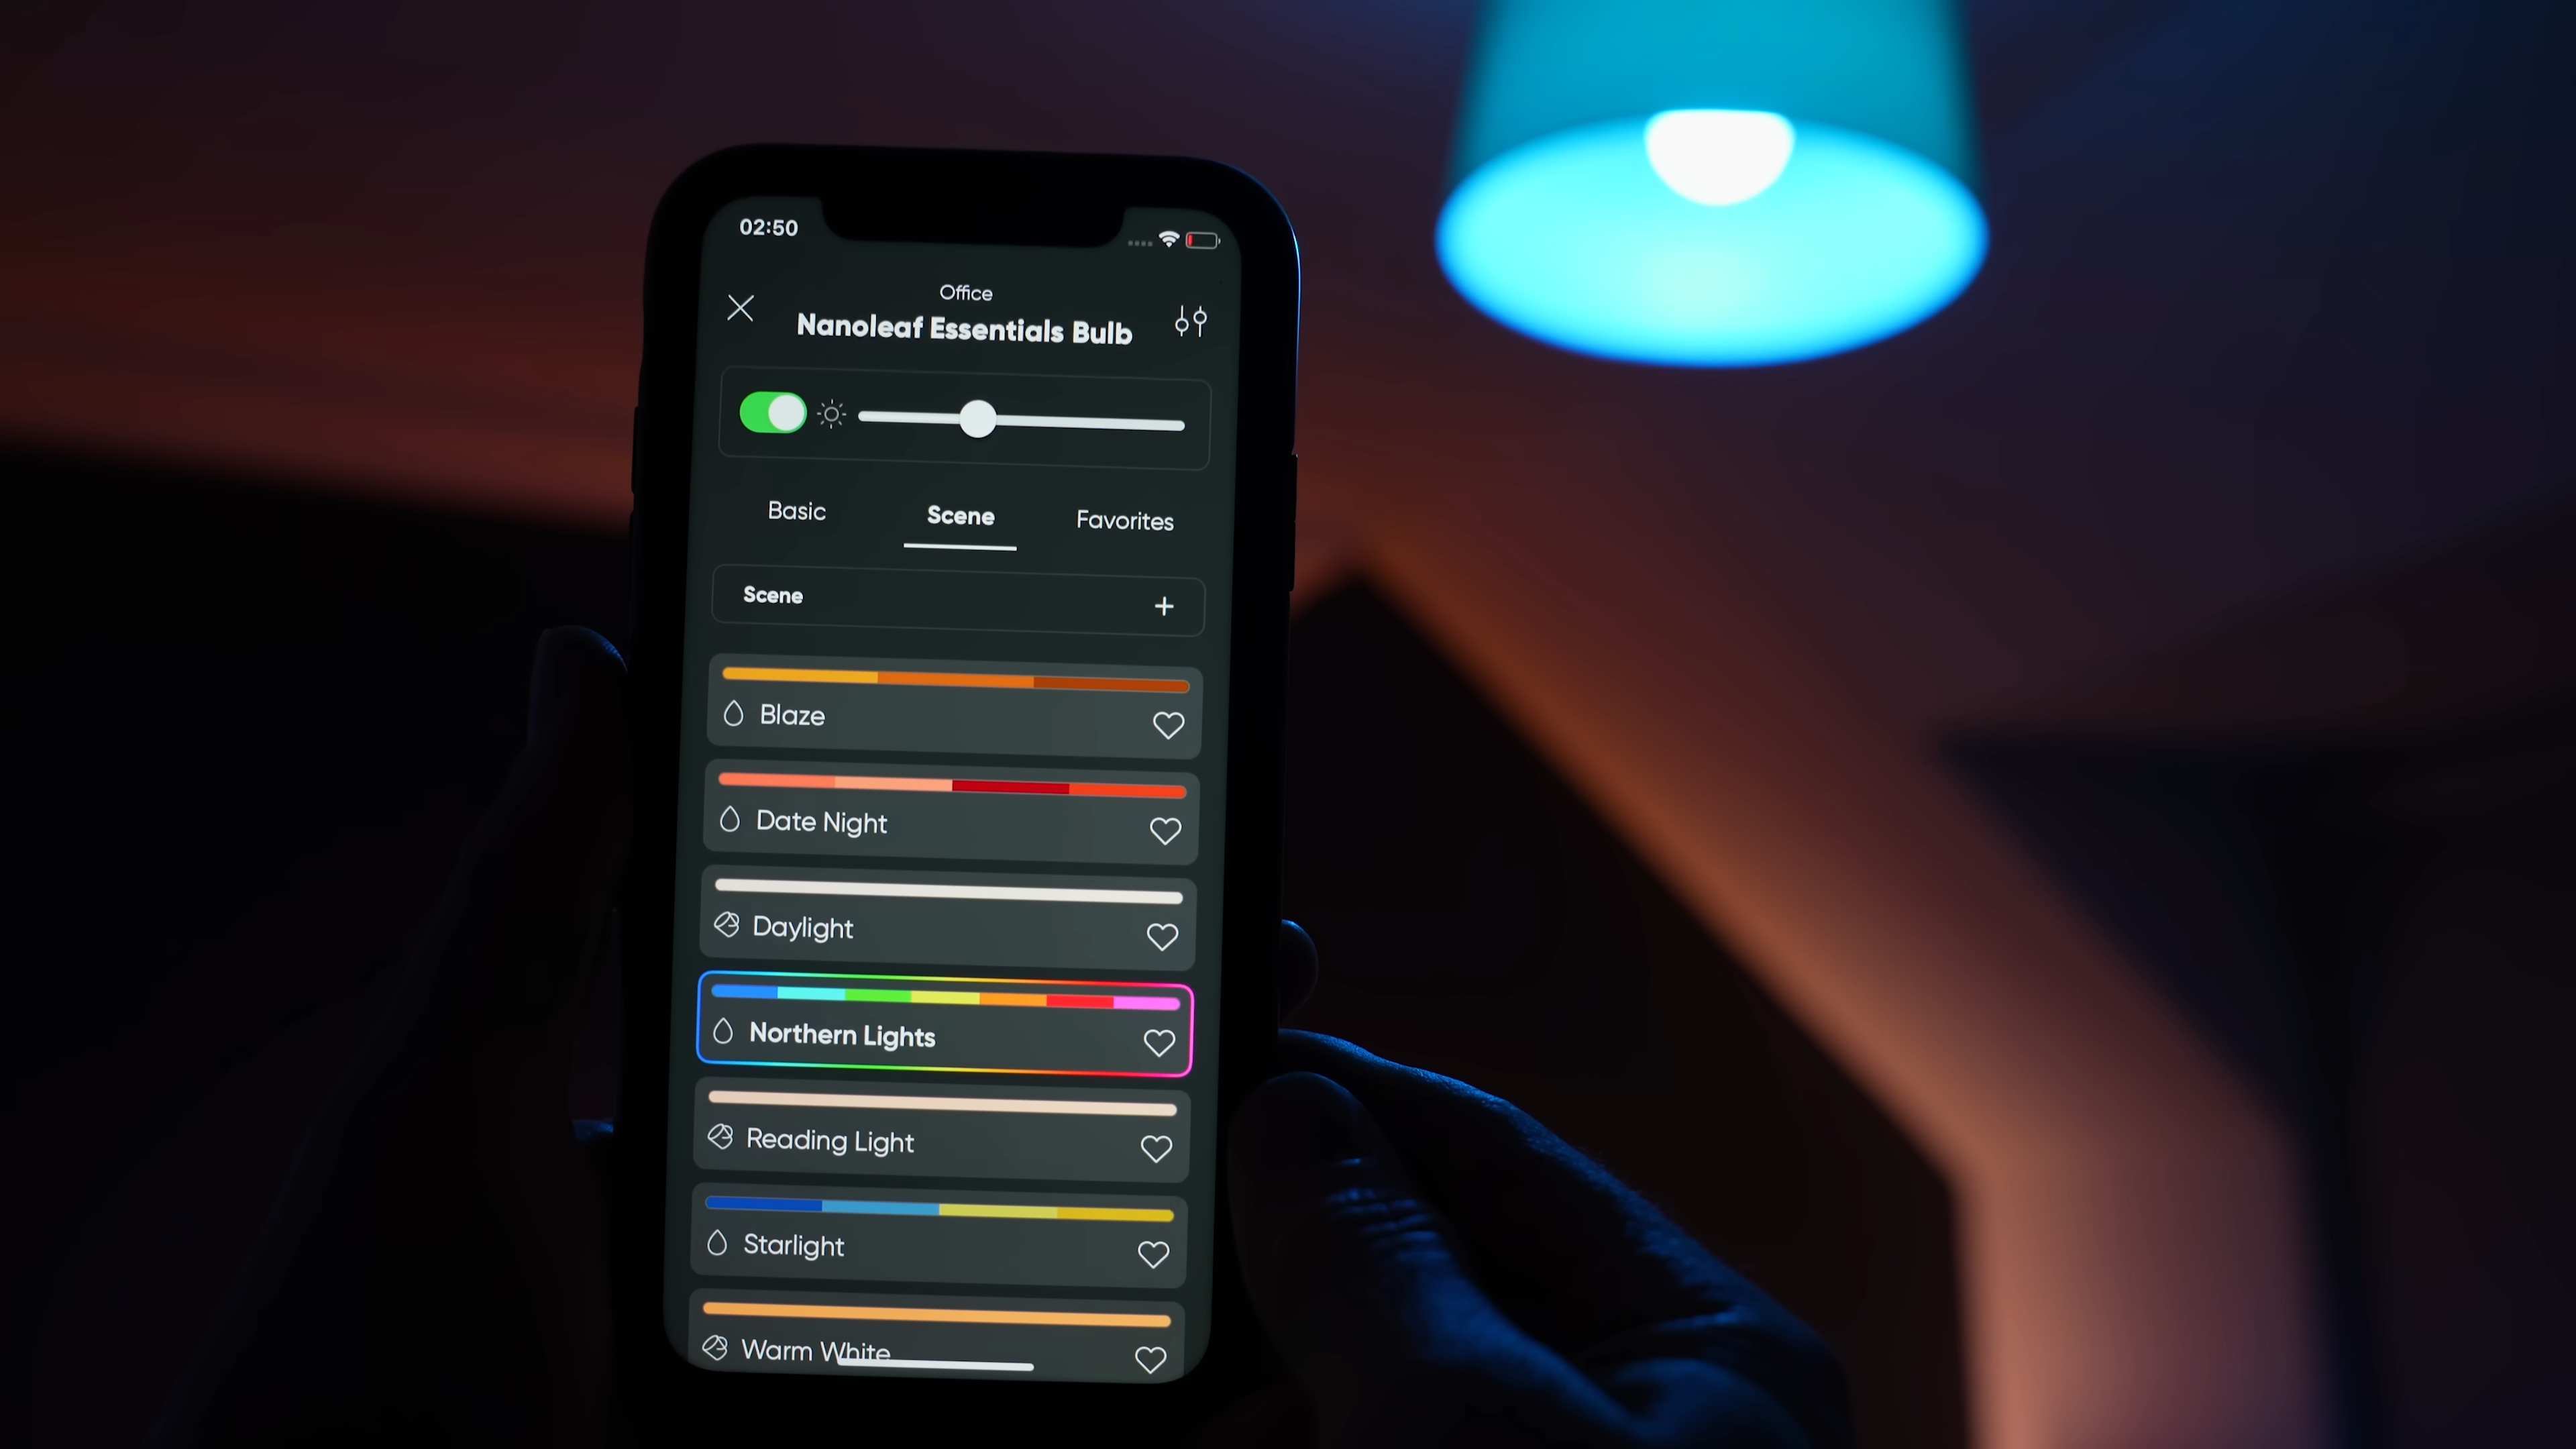 02:50
Office
Nanoleaf Essentials Bulb
Basic
Scene
Favorites
Scene
Blaze
Date Night
Daylight
Northern Lights
Reading Light
Starlight
Warm White